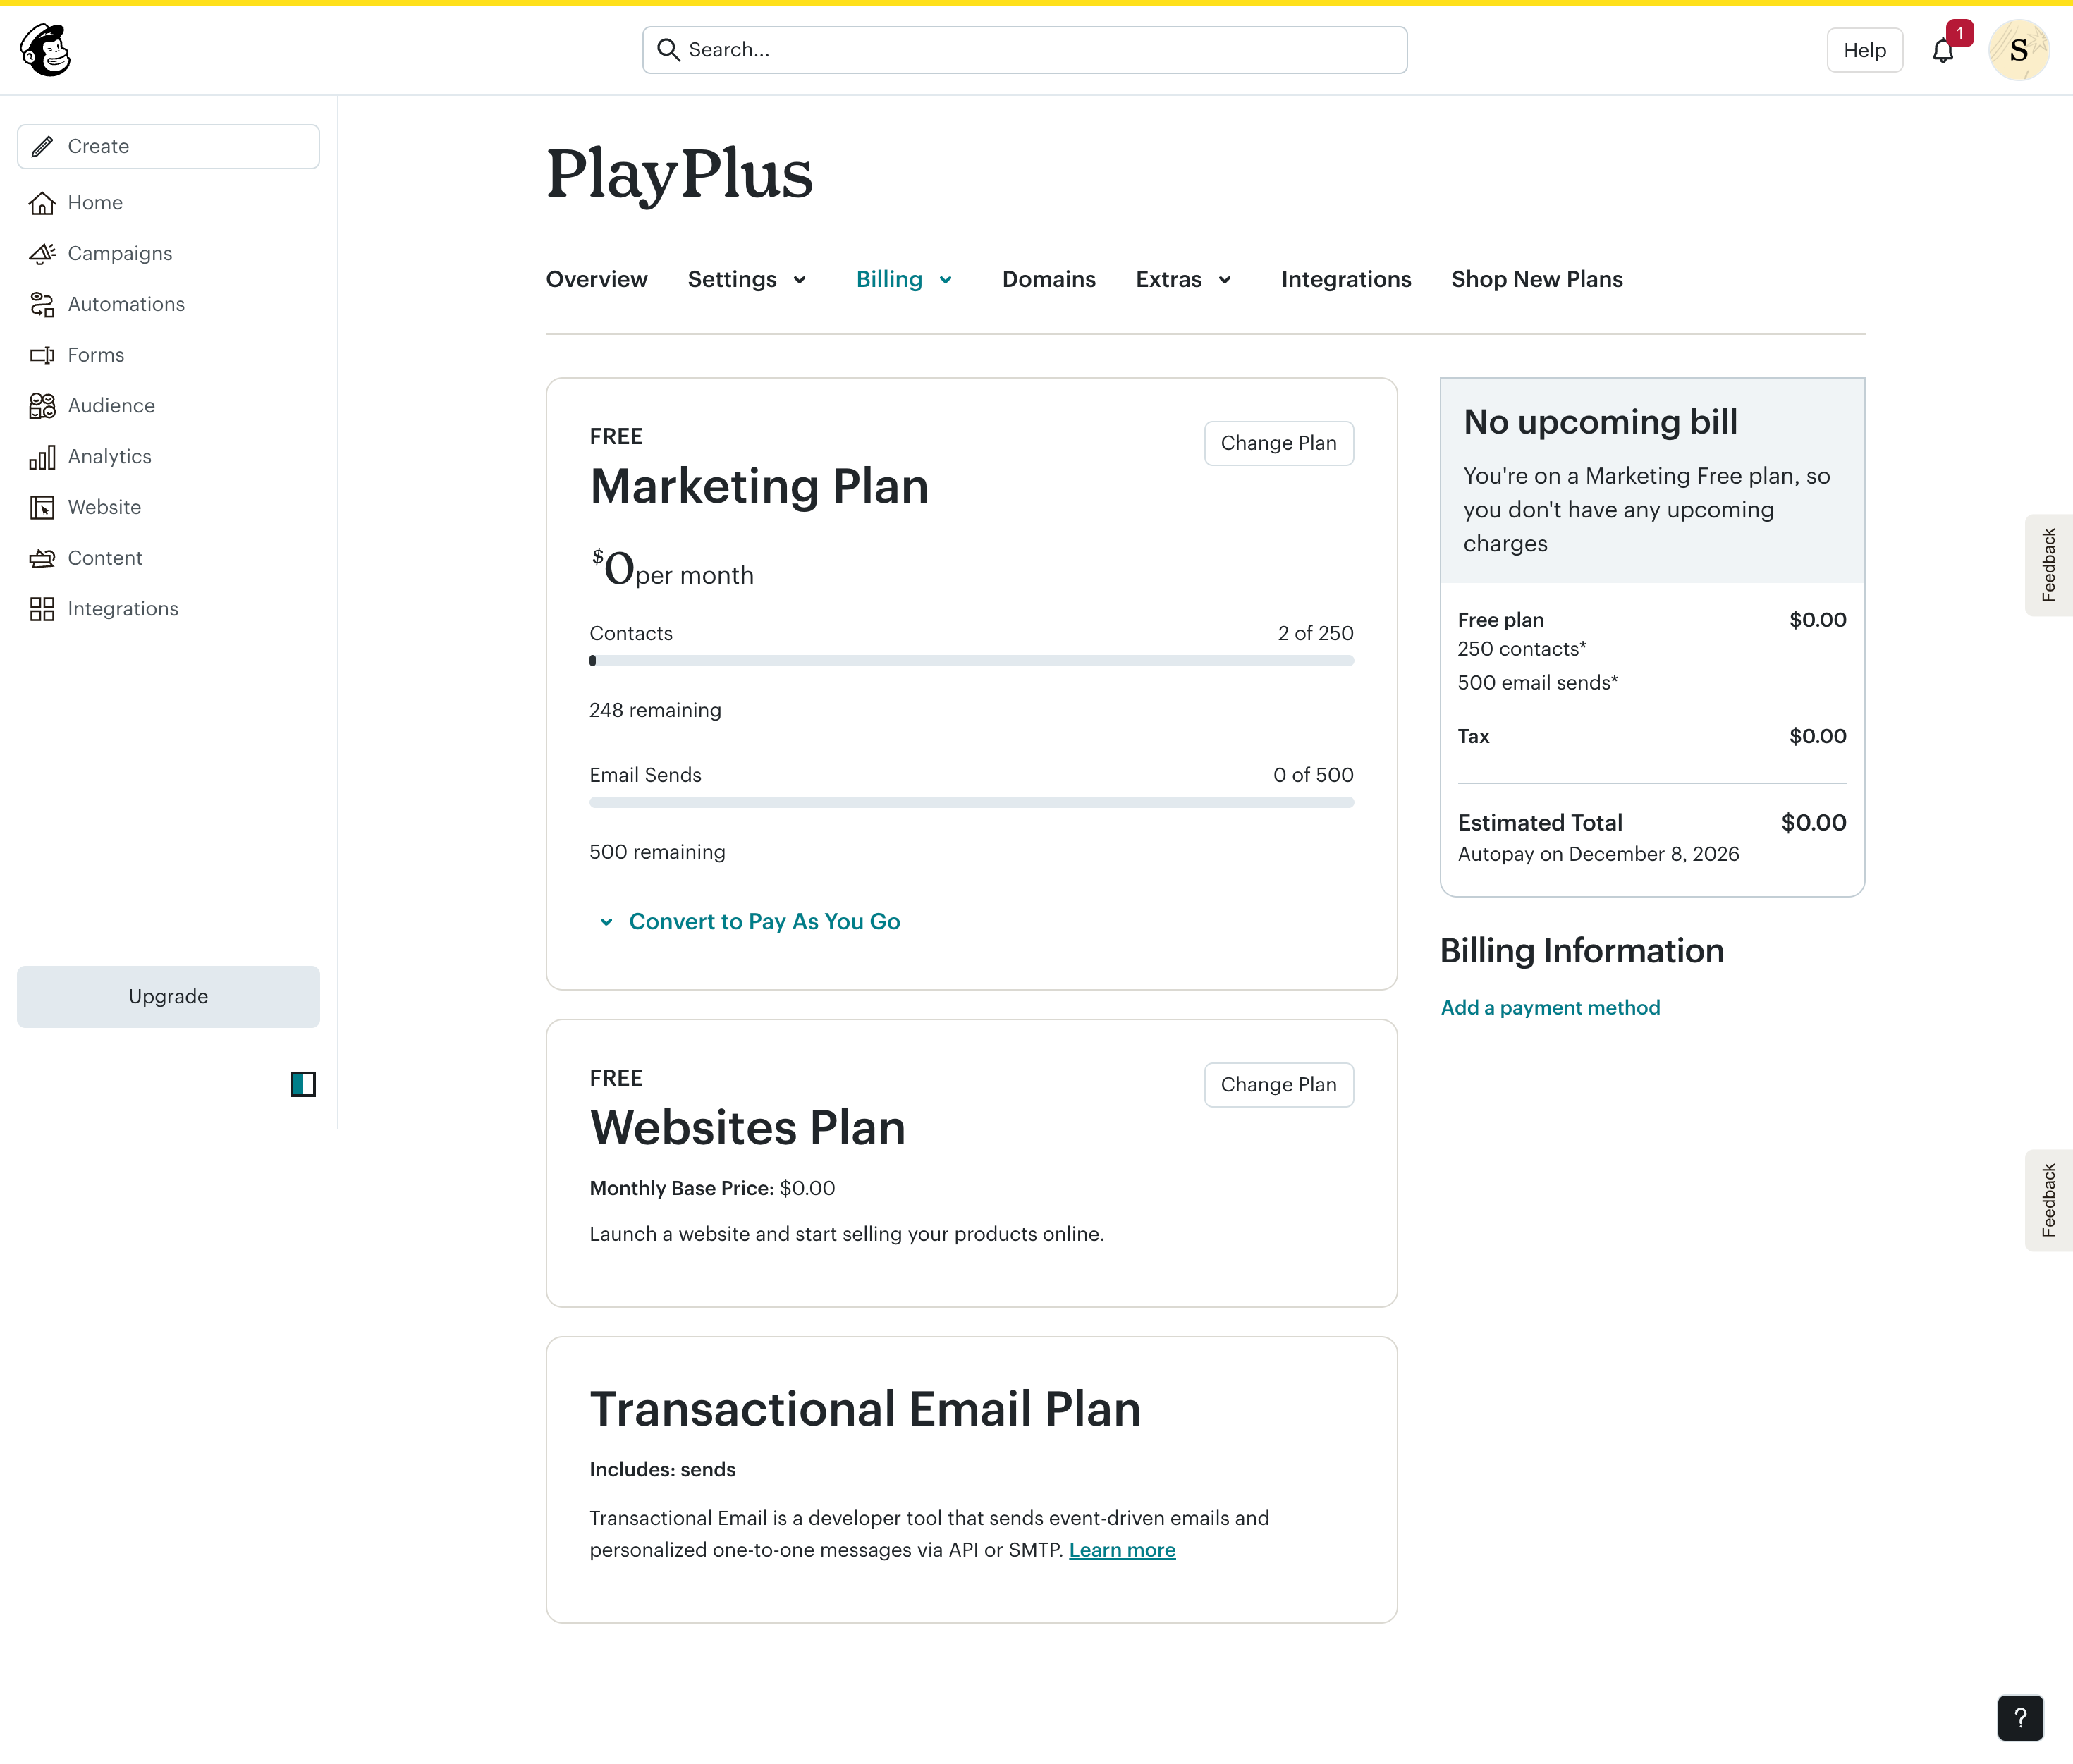 Search...
Help
1
S
Create
Home
Campaigns
Automations
Forms
Audience
Analytics
Website
Content
Integrations
Upgrade
PlayPlus
Overview
Settings
Billing
Domains
Extras
Integrations
Shop New Plans
FREE
Marketing Plan
Change Plan
$0per month
Contacts
2 of 250
248 remaining
Email Sends
0 of 500
500 remaining
Convert to Pay As You Go
FREE
Websites Plan
Change Plan
Monthly Base Price: $0.00
Launch a website and start selling your products online.
Transactional Email Plan
Includes: sends
Transactional Email is a developer tool that sends event-driven emails and
personalized one-to-one messages via API or SMTP. Learn more
No upcoming bill
You're on a Marketing Free plan, so
you don't have any upcoming
charges
Free plan
$0.00
250 contacts*
500 email sends*
Tax
$0.00
Estimated Total
$0.00
Autopay on December 8, 2026
Billing Information
Add a payment method
Feedback
Feedback
?